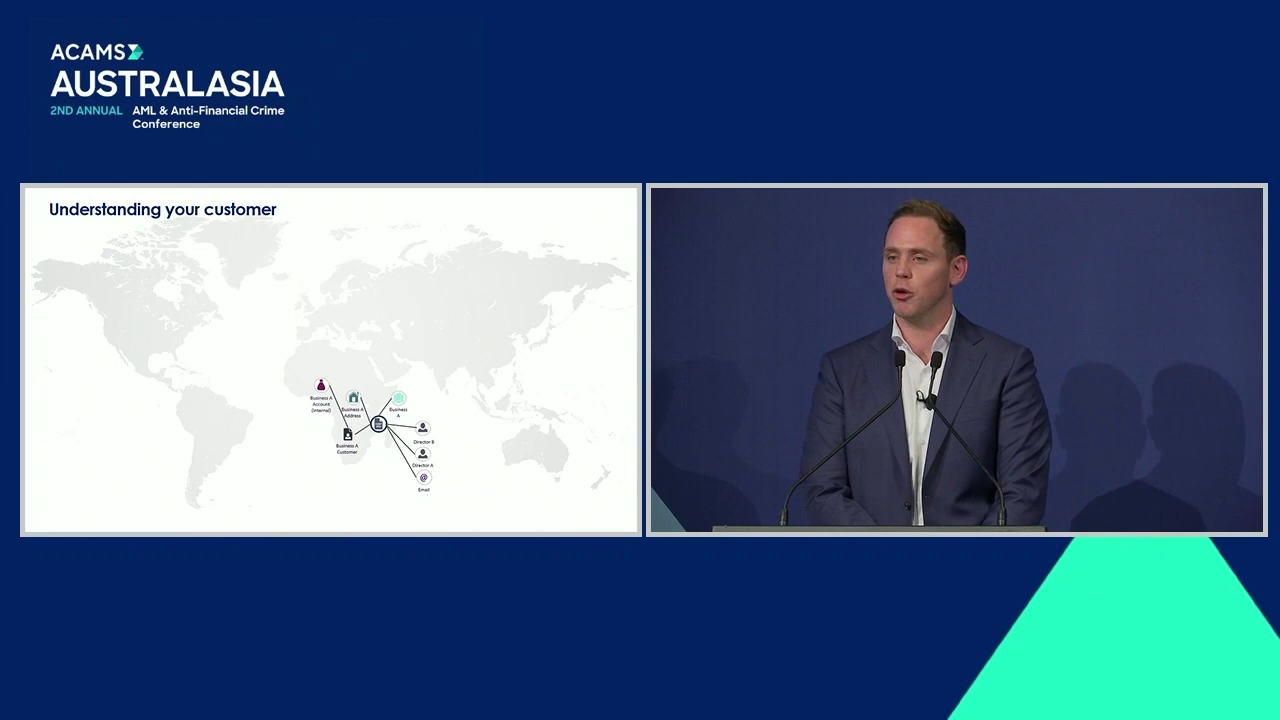 ACAMS
AUSTRALASIA
2ND ANNUAL AML & Anti-Financial Crime
Conference
Understanding your customer
Business A
Account
(Internal)
Business A
Address
Business
A
Business A
Customer
Director B
Director A
@
Email